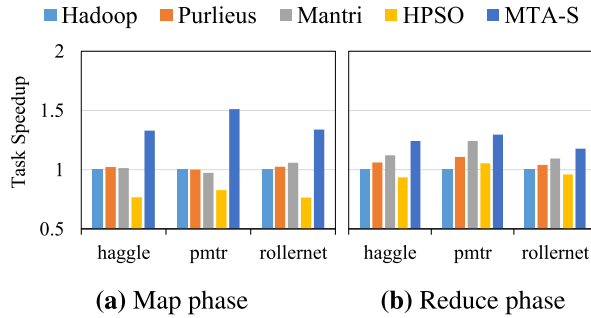 Hadoop Purlieus Mantri HPSO MTA-S
2
1.5
1
0.5
Task Speedup
haggle pmtr rollernet haggle pmtr rollernet
(a) Map phase (b) Reduce phase